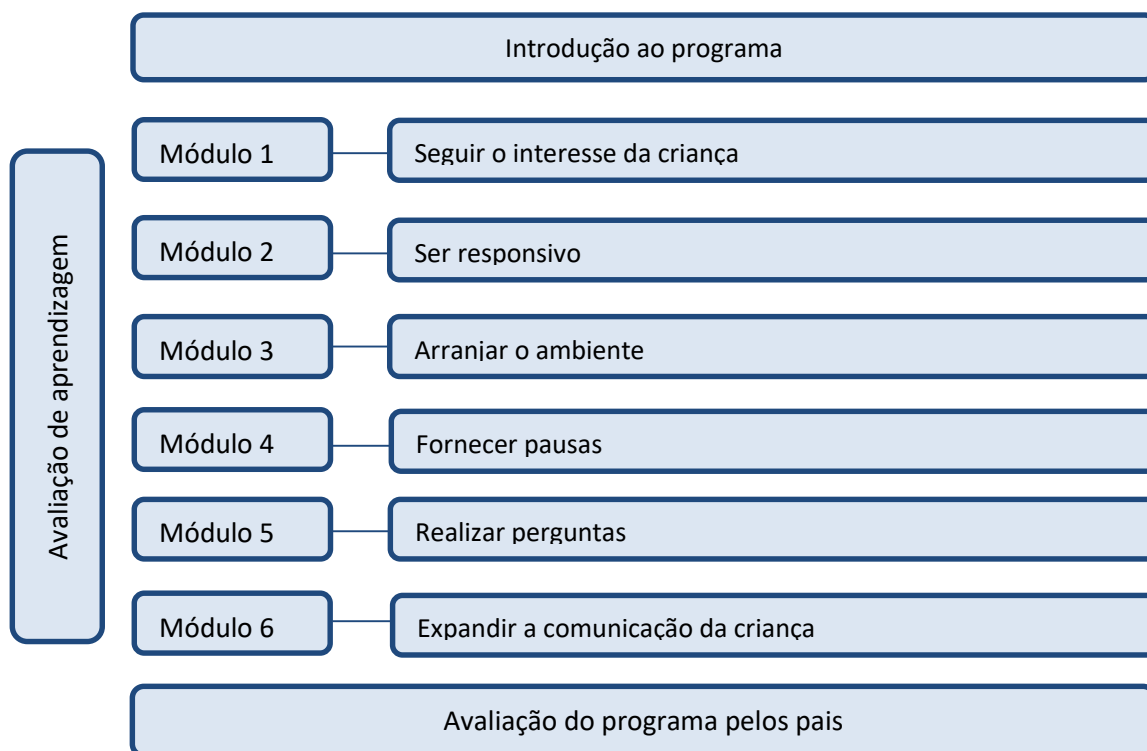 Introdução ao programa
Avaliação de aprendizagem
Módulo 1
Seguir o interesse da criança
Módulo 2
Ser responsivo
Módulo 3
Arranjar o ambiente
Módulo 4
Fornecer pausas
Módulo 5
Realizar perguntas
Módulo 6
Expandir a comunicação da criança
Avaliação do programa pelos pais